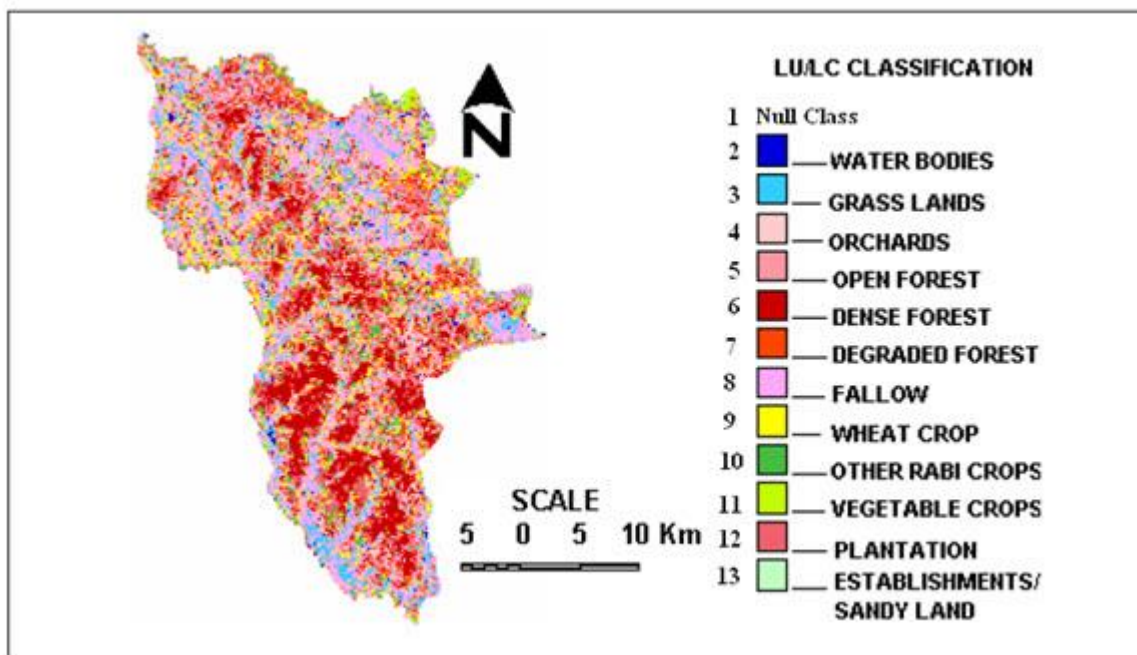 LU/LC CLASSIFICATION
1 Null Class
2 WATER BODIES
3 GRASS LANDS
4 ORCHARDS
5 OPEN FOREST
6 DENSE FOREST
7 DEGRADED FOREST
8 FALLOW
9 WHEAT CROP
10 OTHER RABI CROPS
11 VEGETABLE CROPS
12 PLANTATION
13 ESTABLISHMENTS/
SANDY LAND
N
SCALE
5 0 5 10 Km